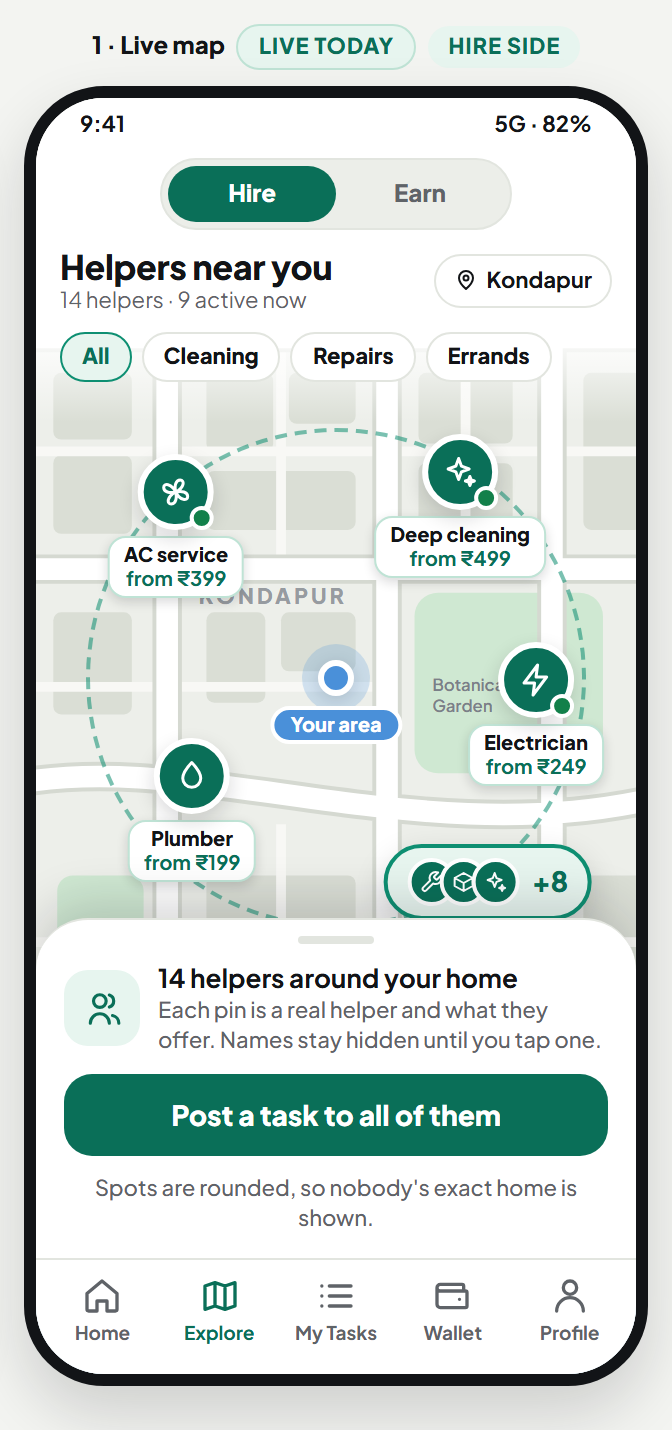 1 · Live map LIVE TODAY HIRE SIDE
9:41 5G · 82%
Hire Earn
Helpers near you
14 helpers · 9 active now
Kondapur
All Cleaning Repairs Errands
AC service
from ₹399
Deep cleaning
from ₹499
KONDAPUR
Botanica
Garden
Your area
Electrician
from ₹249
Plumber
from ₹199
+8
14 helpers around your home
Each pin is a real helper and what they
offer. Names stay hidden until you tap one.
Post a task to all of them
Spots are rounded, so nobody's exact home is
shown.
Home Explore My Tasks Wallet Profile